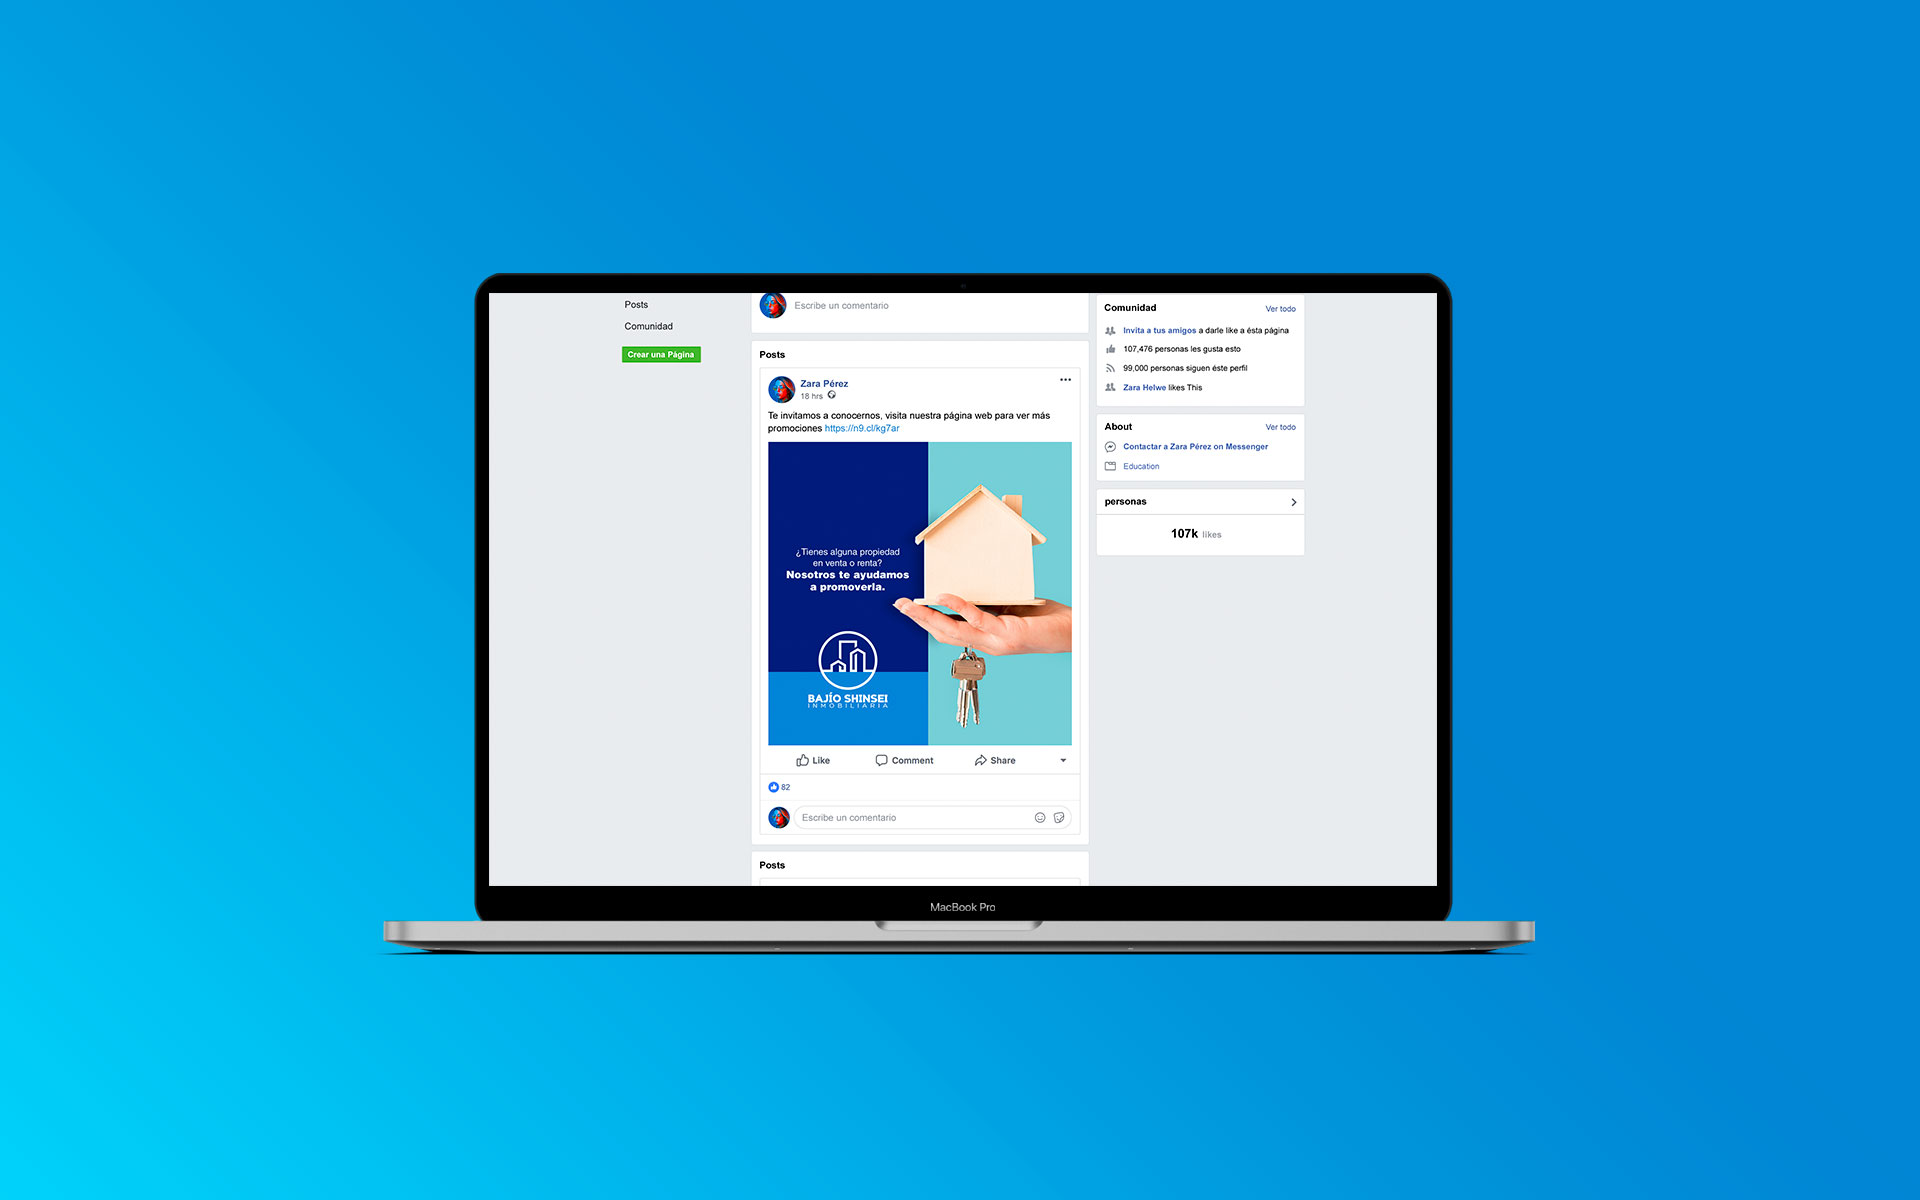 Posts
Comunidad
Crear una Página
Escribe un comentario
Posts
Zara Pérez
18 hrs
Te invitamos a conocernos, visita nuestra página web para ver más
promociones https://n9.cl/kg7ar
¿Tienes alguna propiedad
en venta o renta?
Nosotros te ayudamos
a promoverla.
BAJÍO SHINSEI
INMOBILIARIA
Like
Comment
Share
82
Escribe un comentario
Posts
Comunidad
Ver todo
Invita a tus amigos a darle like a ésta página
107,476 personas les gusta esto
99,000 personas siguen éste perfil
Zara Helwe likes This
About
Ver todo
Contactar a Zara Pérez on Messenger
Education
personas
107k likes
MacBook Pro